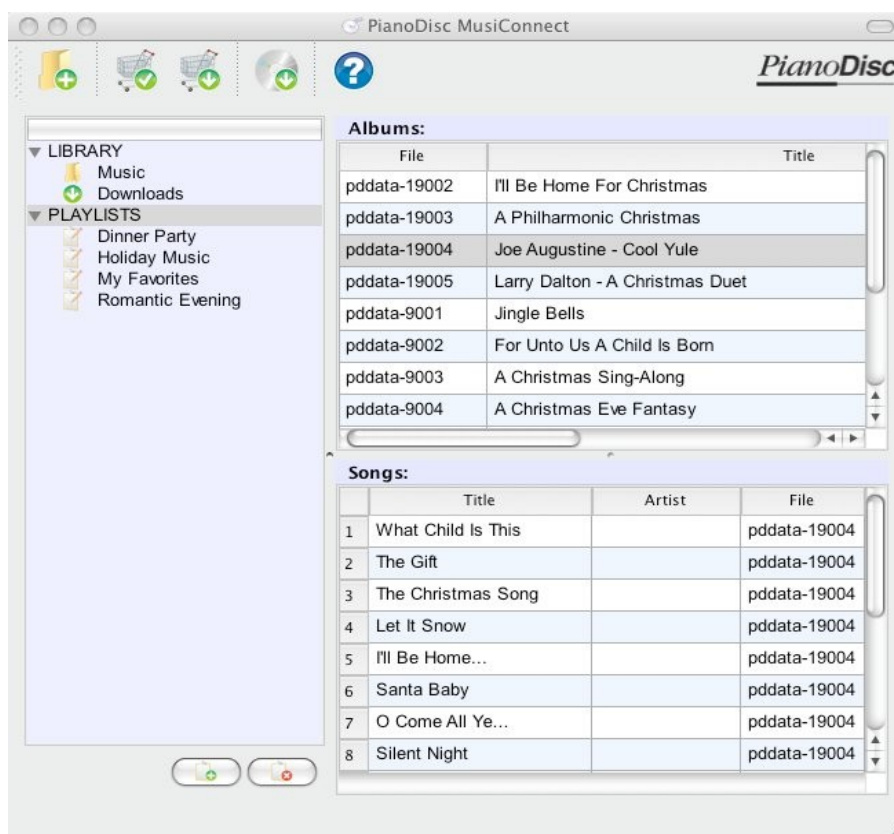 PianoDisc MusiConnect
PianoDisc
LIBRARY
Music
Downloads
PLAYLISTS
Dinner Party
Holiday Music
My Favorites
Romantic Evening
Albums:
File Title
pddata-19002 I'll Be Home For Christmas
pddata-19003 A Philharmonic Christmas
pddata-19004 Joe Augustine - Cool Yule
pddata-19005 Larry Dalton - A Christmas Duet
pddata-9001 Jingle Bells
pddata-9002 For Unto Us A Child Is Born
pddata-9003 A Christmas Sing-Along
pddata-9004 A Christmas Eve Fantasy
Songs:
Title Artist File
1 What Child Is This pddata-19004
2 The Gift pddata-19004
3 The Christmas Song pddata-19004
4 Let It Snow pddata-19004
5 I'll Be Home... pddata-19004
6 Santa Baby pddata-19004
7 O Come All Ye... pddata-19004
8 Silent Night pddata-19004